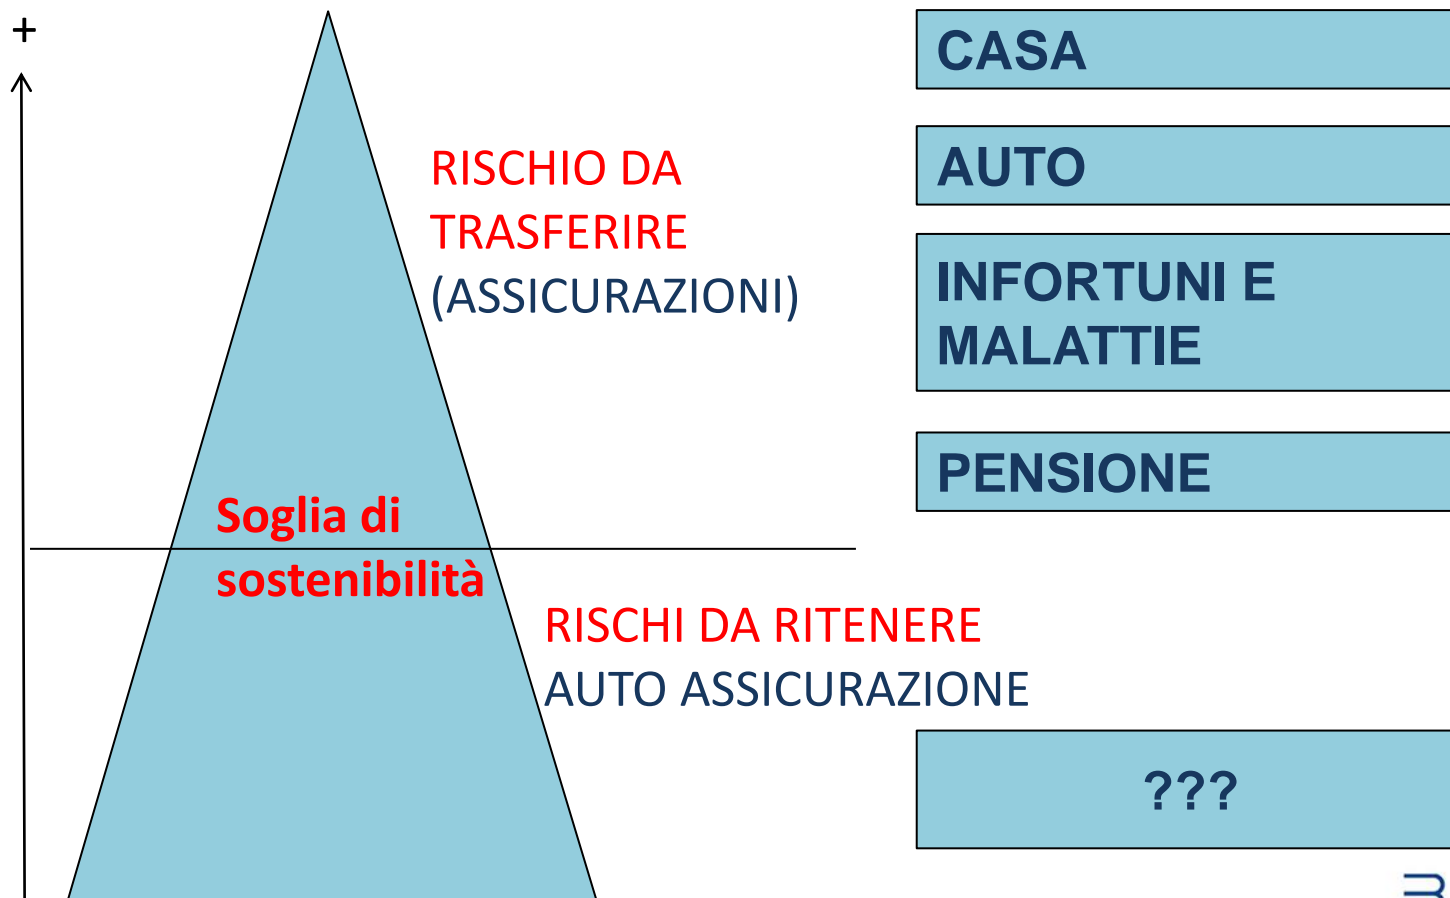 +
CASA
RISCHIO DA
TRASFERIRE
(ASSICURAZIONI)
AUTO
INFORTUNI E
MALATTIE
PENSIONE
Soglia di
sostenibilità
RISCHI DA RITENERE
AUTO ASSICURAZIONE
???